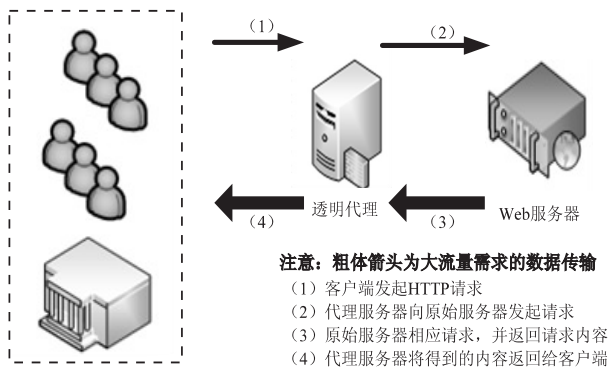 （1）
（2）
透明代理
（4）
（3）
Web服务器
注意：粗体箭头为大流量需求的数据传输
（1）客户端发起HTTP请求
（2）代理服务器向原始服务器发起请求
（3）原始服务器相应请求，并返回请求内容
（4）代理服务器将得到的内容返回给客户端